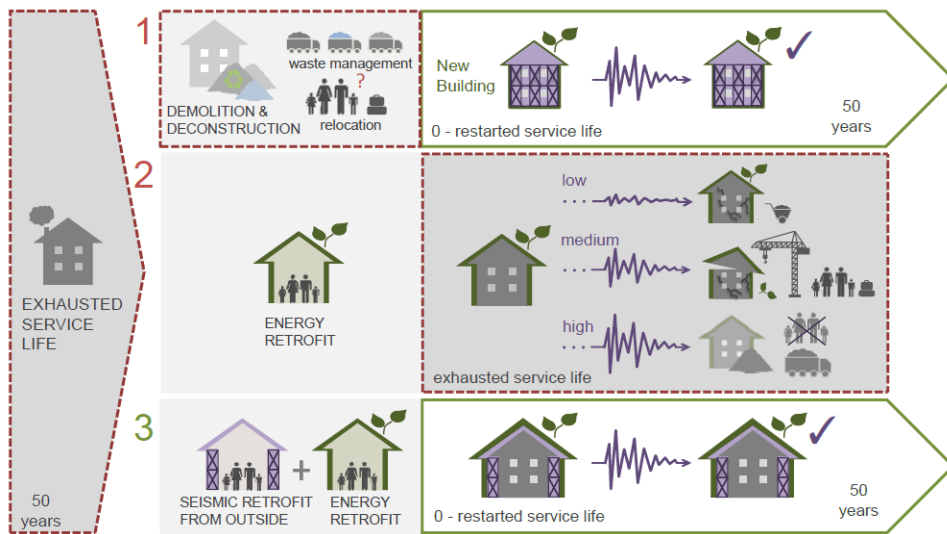 EXHAUSTED
SERVICE
LIFE
50
years
1
waste management
?
relocation
DEMOLITION &
DECONSTRUCTION
New
Building
0 - restarted service life
50
years
2
ENERGY
RETROFIT
low
medium
high
exhausted service life
3
SEISMIC RETROFIT
FROM OUTSIDE
+
ENERGY
RETROFIT
0 - restarted service life
50
years